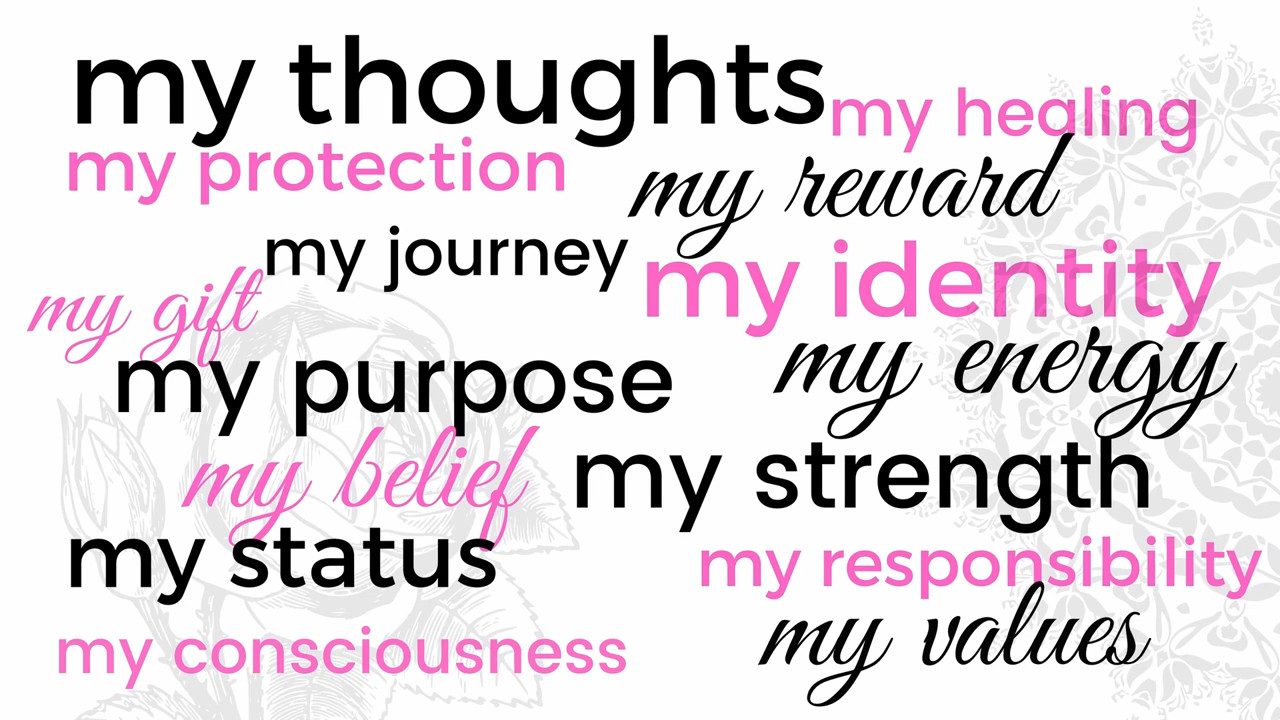 my thoughts
my healing
my protection
my reward
my journey
my identity
my gift
my purpose
my energy
my belief
my strength
my status
my responsibility
my values
my consciousness